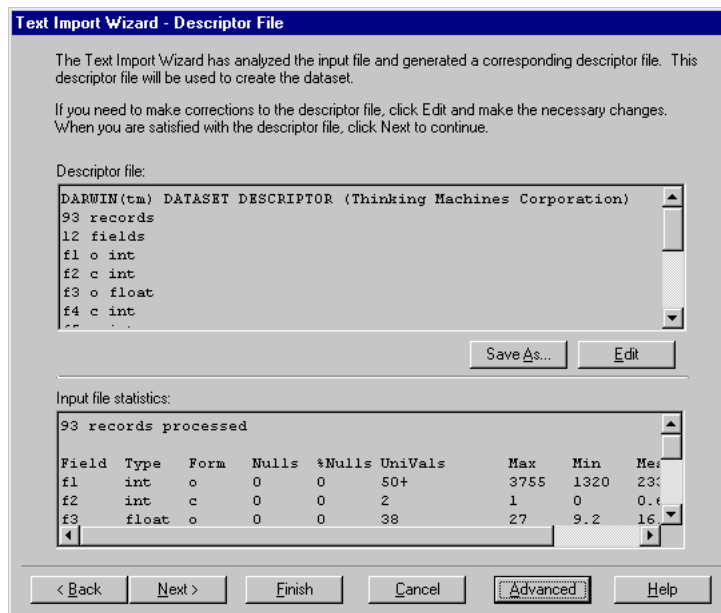 Text Import Wizard - Descriptor File
The Text Import Wizard has analyzed the input file and generated a corresponding descriptor file. This
descriptor file will be used to create the dataset.
If you need to make corrections to the descriptor file, click Edit and make the necessary changes.
When you are satisfied with the descriptor file, click Next to continue.
Descriptor file:
DARWIN(tm) DATASET DESCRIPTOR (Thinking Machines Corporation)
93 records
12 fields
f1 o int
f2 c int
f3 o float
f4 c int
Save As... Edit
Input file statistics:
93 records processed
Field Type Form Nulls %Nulls UniVals Max Min Mea
f1 int o 0 0 50+ 3755 1320 233
f2 int c 0 0 2 1 0 0.6
f3 float o 0 0 38 27 9.2 16.
< Back Next > Finish Cancel Advanced Help